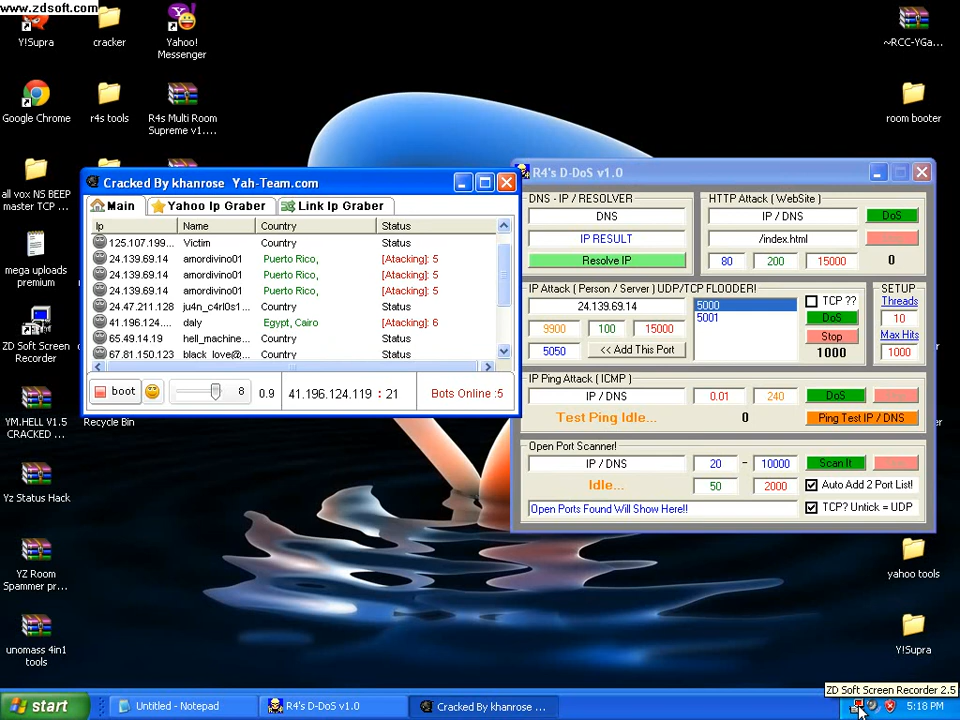 www.zdsoft.com
Y!Supra
cracker
Yahoo!
Messenger
~RCC-YGa...
Google Chrome
r4s tools
R4s Multi Room
Supreme v1....
room booter
all vox NS BEEP
master TCP ...
mega uploads
premium
ZD Soft Screen
Recorder
YM.HELL V1.5
CRACKED ...
Recycle Bin
Yz Status Hack
YZ Room
Spammer pr...
unomass 4in1
tools
yahoo tools
Y!Supra
Cracked By khanrose Yah-Team.com
Main
Yahoo Ip Graber
Link Ip Graber
Ip Name Country Status
125.107.199... Victim Country Status
24.139.69.14 amordivino01 Puerto Rico, [Atacking]: 5
24.139.69.14 amordivino01 Puerto Rico, [Atacking]: 5
24.139.69.14 amordivino01 Puerto Rico, [Atacking]: 5
24.47.211.128 ju4n_c4rl0s1... Country Status
41.196.124.... daly Egypt, Cairo [Atacking]: 6
65.49.14.19 hell_machine... Country Status
67.81.150.123 black_love@... Country Status
boot 8 0.9 41.196.124.119 : 21 Bots Online :5
R4's D-DoS v1.0
DNS - IP / RESOLVER
DNS
IP RESULT
Resolve IP
HTTP Attack ( WebSite )
IP / DNS DoS
/index.html
80 200 15000 0
IP Attack ( Person / Server ) UDP/TCP FLOODER!
24.139.69.14
9900 100 15000
5050 << Add This Port
5000
5001
TCP ??
DoS
Stop
1000
SETUP
Threads
10
Max Hits
1000
IP Ping Attack ( ICMP )
IP / DNS 0.01 240 DoS
Test Ping Idle... 0 Ping Test IP / DNS
Open Port Scanner!
IP / DNS 20 - 10000 Scan It
Idle... 50 2000 Auto Add 2 Port List!
Open Ports Found Will Show Here!! TCP? Untick = UDP
ZD Soft Screen Recorder 2.5
start
Untitled - Notepad
R4's D-DoS v1.0
Cracked By khanrose ...
5:18 PM